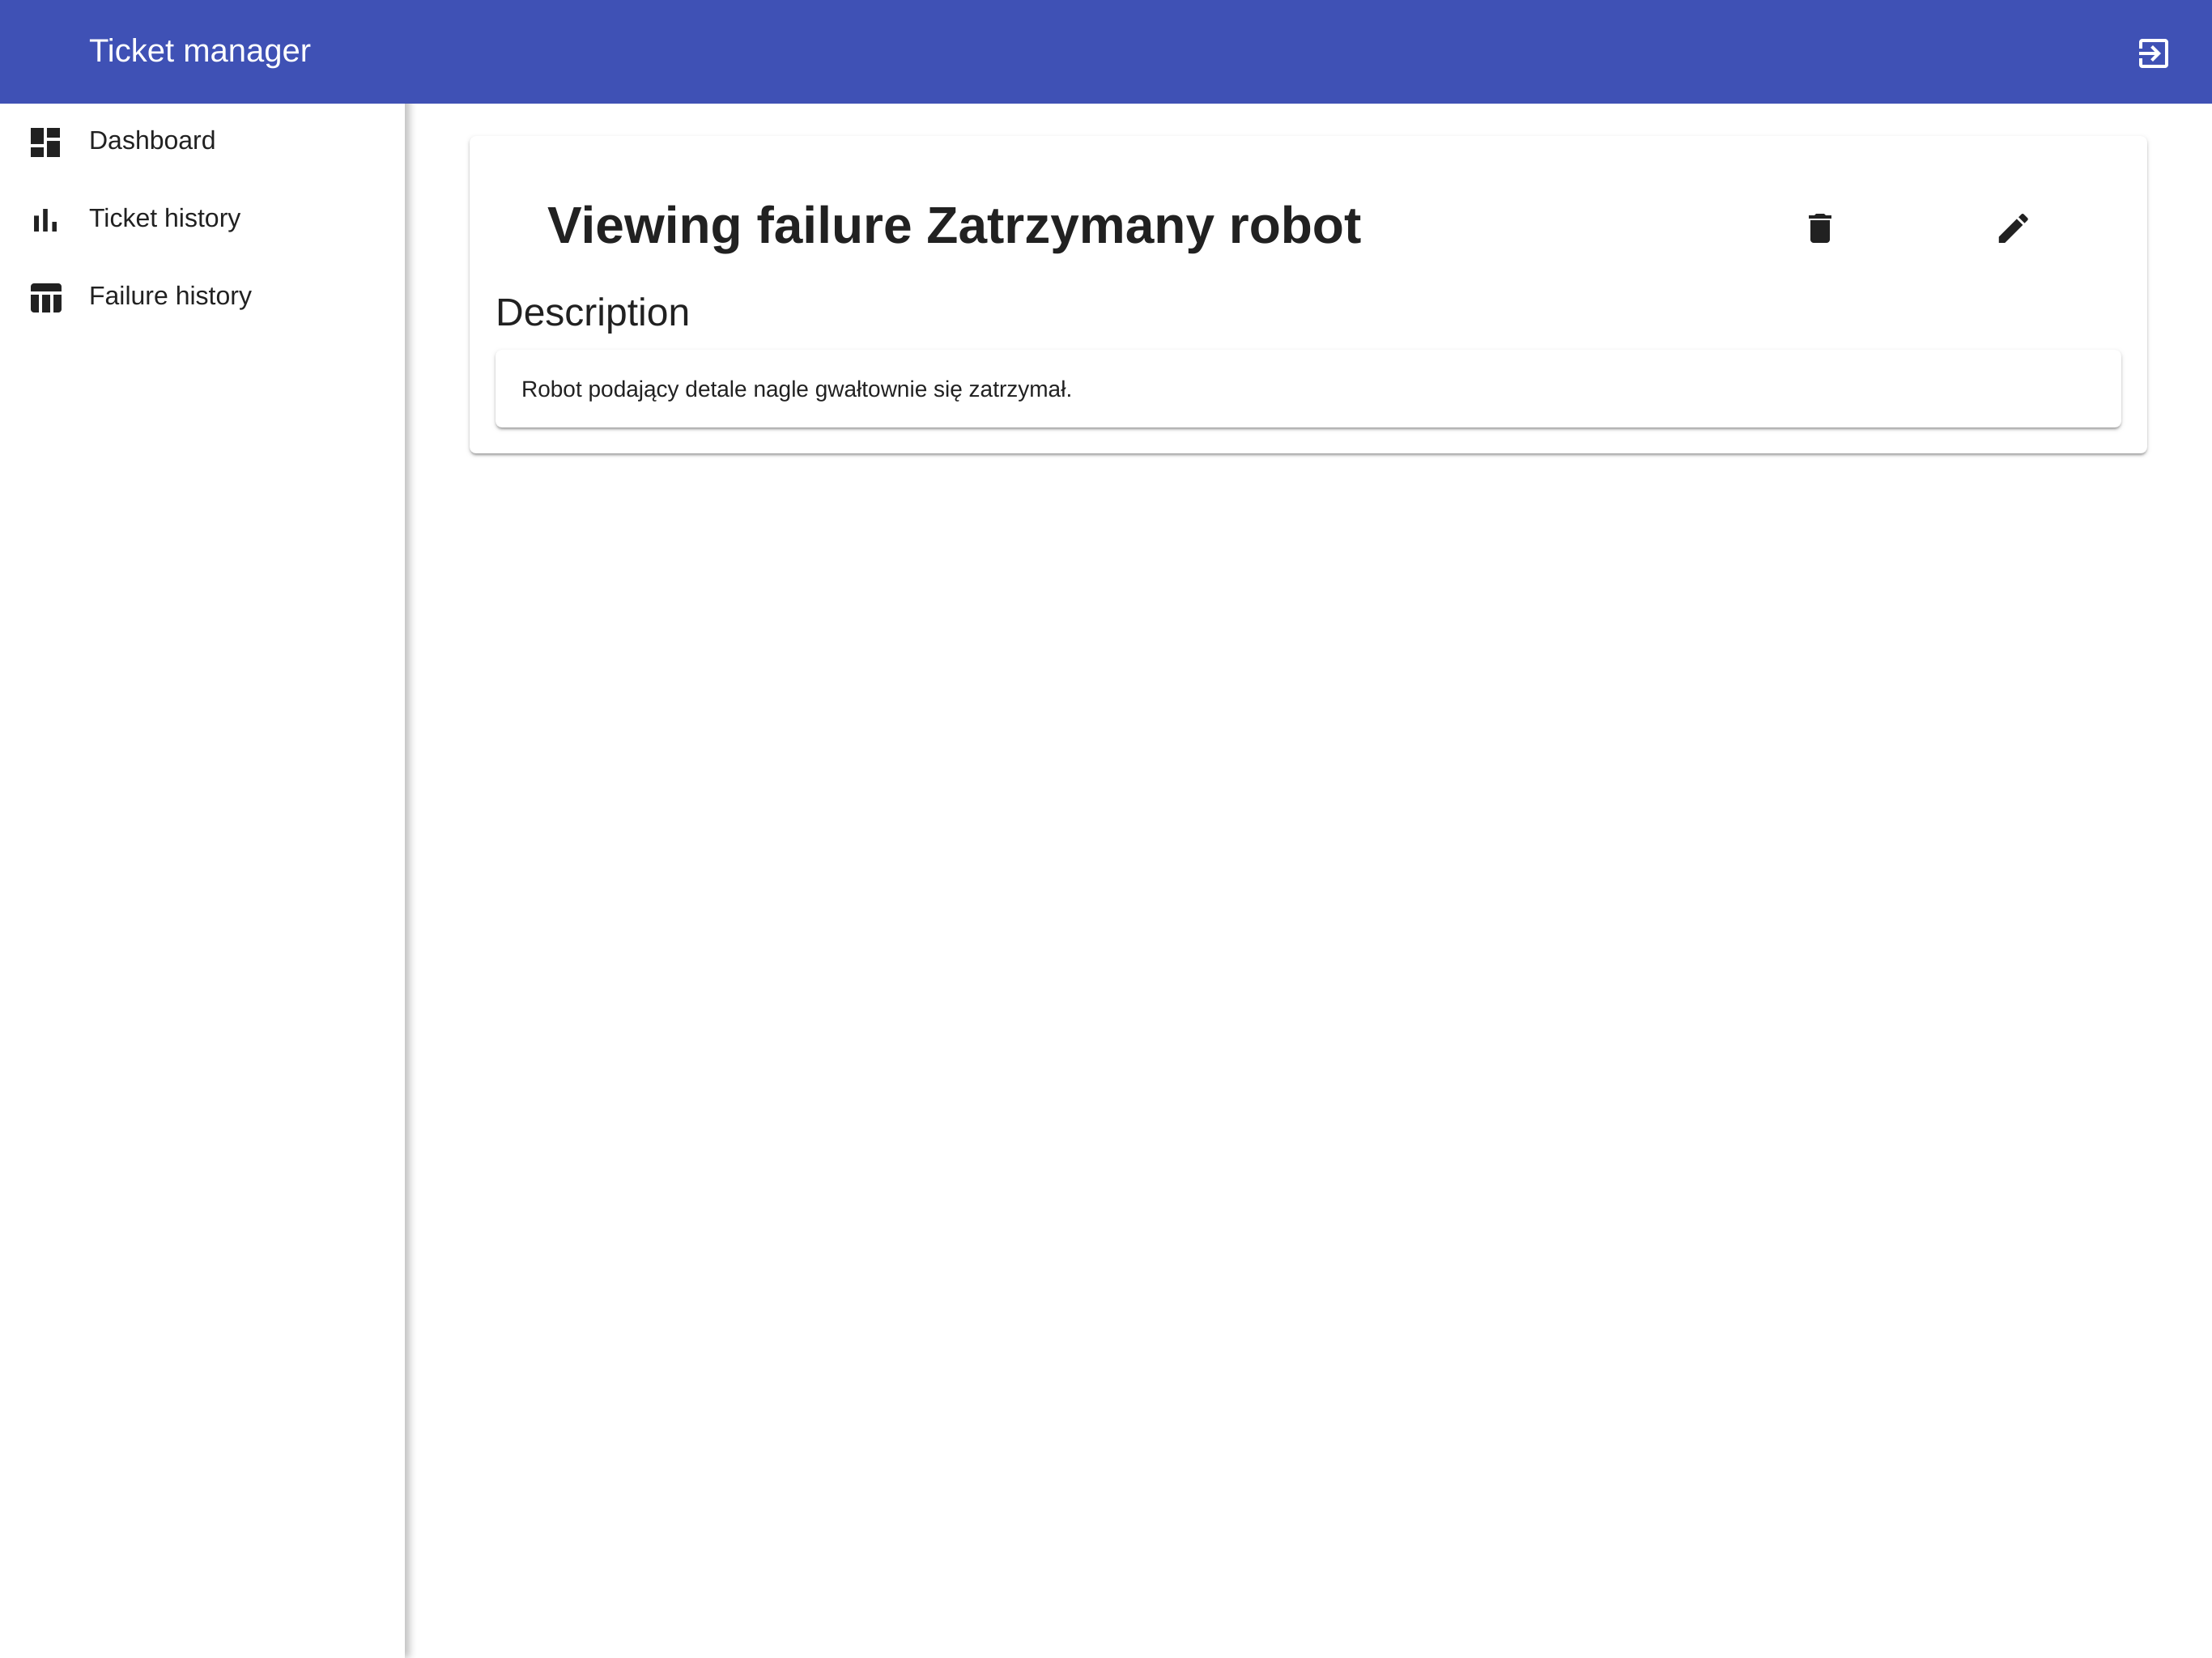 Ticket manager
Dashboard
Ticket history
Failure history
Viewing failure Zatrzymany robot
Description
Robot podający detale nagle gwałtownie się zatrzymał.